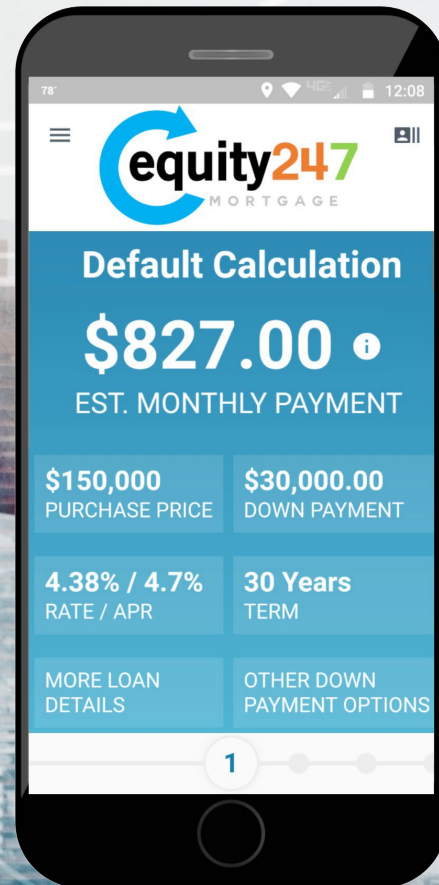 78°
4GE
12:08
equity247
MORTGAGE
Default Calculation
$827.00
EST. MONTHLY PAYMENT
$150,000
PURCHASE PRICE
$30,000.00
DOWN PAYMENT
4.38% / 4.7%
RATE / APR
30 Years
TERM
MORE LOAN
DETAILS
OTHER DOWN
PAYMENT OPTIONS
1